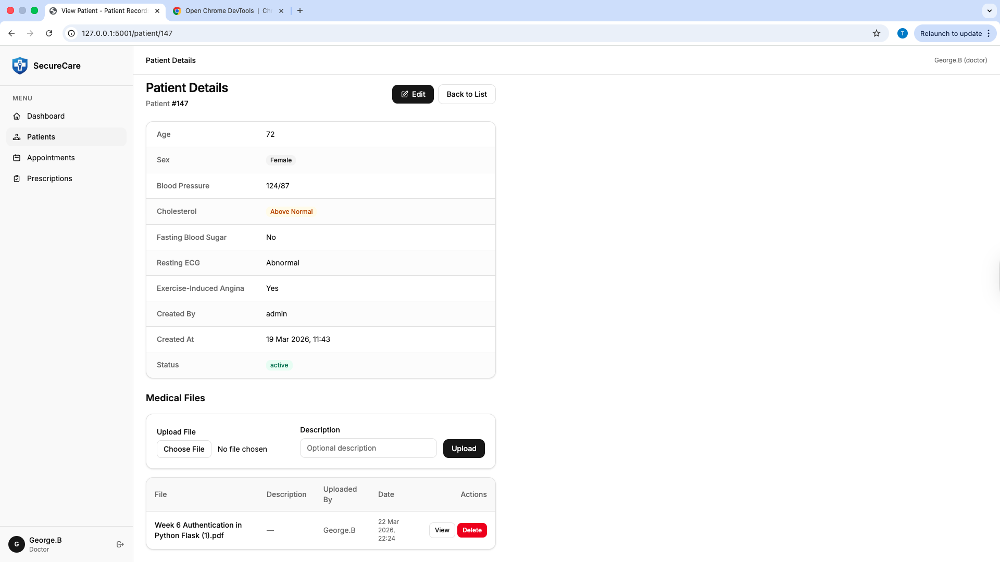 View Patient - Patient Record
Open Chrome DevTools | Ch
127.0.0.1:5001/patient/147
T
Relaunch to update
SecureCare
MENU
Dashboard
Patients
Appointments
Prescriptions
G
George.B
Doctor
Patient Details
George.B (doctor)
Patient Details
Patient #147
Edit
Back to List
Age 72
Sex Female
Blood Pressure 124/87
Cholesterol Above Normal
Fasting Blood Sugar No
Resting ECG Abnormal
Exercise-Induced Angina Yes
Created By admin
Created At 19 Mar 2026, 11:43
Status active
Medical Files
Upload File
Choose File No file chosen
Description
Optional description
Upload
File Description Uploaded By Date Actions
Week 6 Authentication in
Python Flask (1).pdf
—
George.B
22 Mar
2026,
22:24
View
Delete